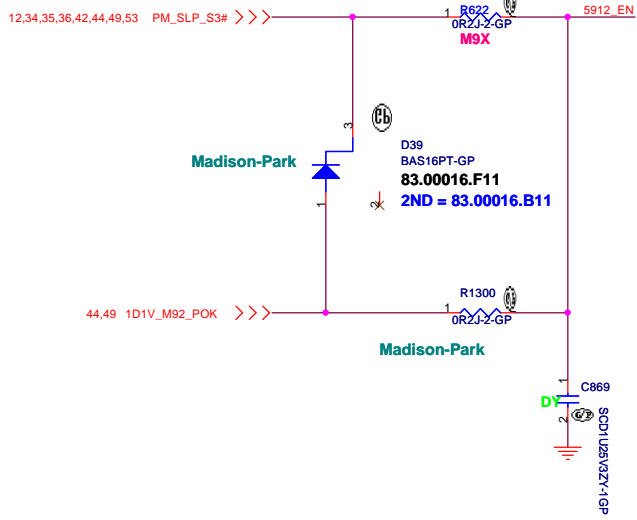 12,34,35,36,42,44,49,53 PM_SLP_S3#
1
R622
0R2J-2-GP
M9X
5912_EN
3
D39
BAS16PT-GP
83.00016.F11
2ND = 83.00016.B11
Madison-Park
1
2
44,49 1D1V_M92_POK
1
R1300
0R2J-2-GP
Madison-Park
1
C869
DY
2
SCD1U25V3ZY-1GP